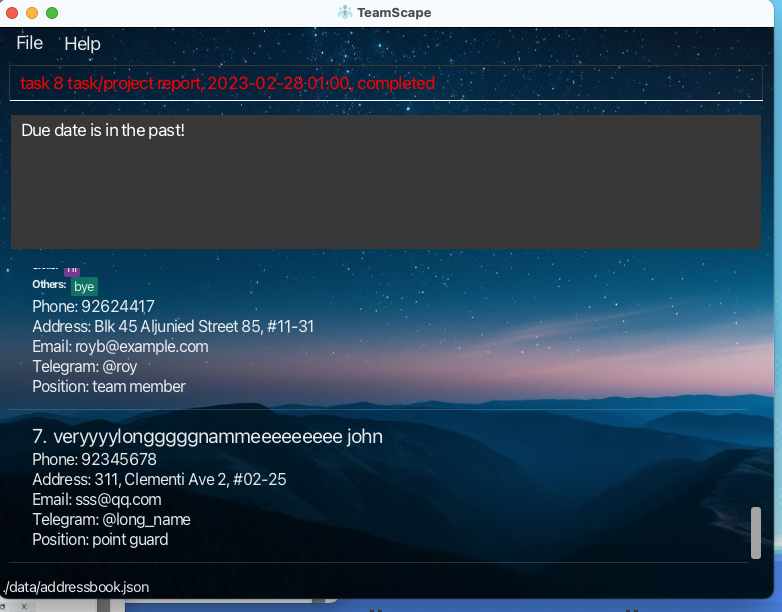 TeamScape
File Help
task 8 task/project report, 2023-02-28 01:00, completed
Due date is in the past!
Others: bye
Phone: 92624417
Address: Blk 45 Aljunied Street 85, #11-31
Email: royb@example.com
Telegram: @roy
Position: team member
7. veryyyylongggggnammeeeeeeeee john
Phone: 92345678
Address: 311, Clementi Ave 2, #02-25
Email: sss@qq.com
Telegram: @long_name
Position: point guard
./data/addressbook.json